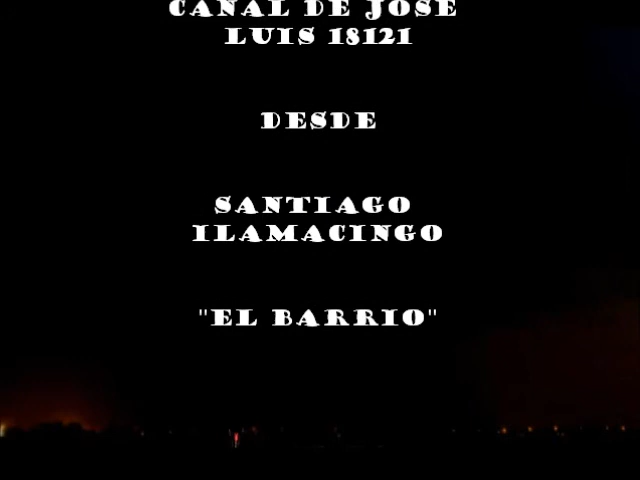 CANAL DE JOSE
LUIS 18121
DESDE
SANTIAGO
ILAMACINGO
"EL BARRIO"